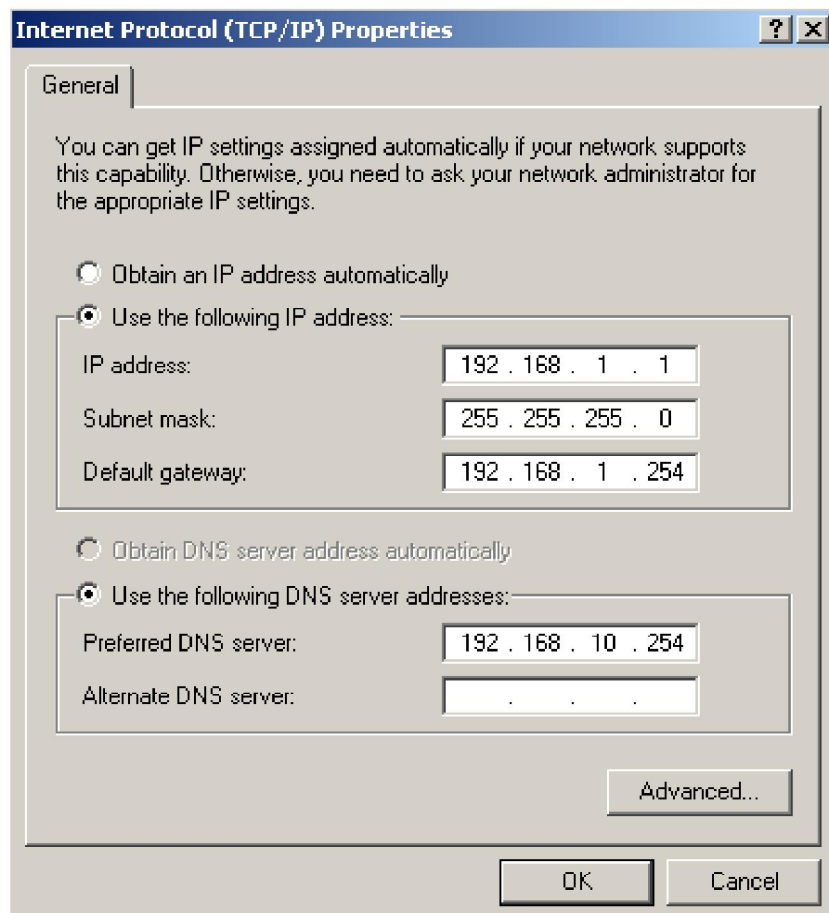 Internet Protocol (TCP/IP) Properties
General
You can get IP settings assigned automatically if your network supports
this capability. Otherwise, you need to ask your network administrator for
the appropriate IP settings.
Obtain an IP address automatically
Use the following IP address:
IP address: 192 . 168 . 1 . 1
Subnet mask: 255 . 255 . 255 . 0
Default gateway: 192 . 168 . 1 . 254
Obtain DNS server address automatically
Use the following DNS server addresses:
Preferred DNS server: 192 . 168 . 10 . 254
Alternate DNS server: . . .
Advanced...
OK Cancel